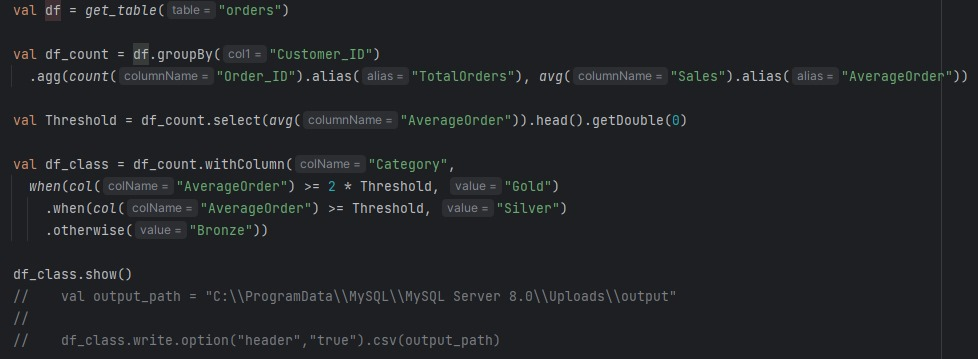 val df = get_table( table = "orders")
val df_count = df.groupBy( col1 = "Customer_ID")
.agg(count( columnName = "Order_ID").alias( alias = "TotalOrders"), avg( columnName = "Sales").alias( alias = "AverageOrder"))
val Threshold = df_count.select(avg( columnName = "AverageOrder")).head().getDouble(0)
val df_class = df_count.withColumn( colName = "Category",
when(col( colName = "AverageOrder") >= 2 * Threshold, value = "Gold")
.when(col( colName = "AverageOrder") >= Threshold, value = "Silver")
.otherwise( value = "Bronze"))
df_class.show()
// val output_path = "C:\\ProgramData\\MySQL\\MySQL Server 8.0\\Uploads\\output"
//
// df_class.write.option("header","true").csv(output_path)